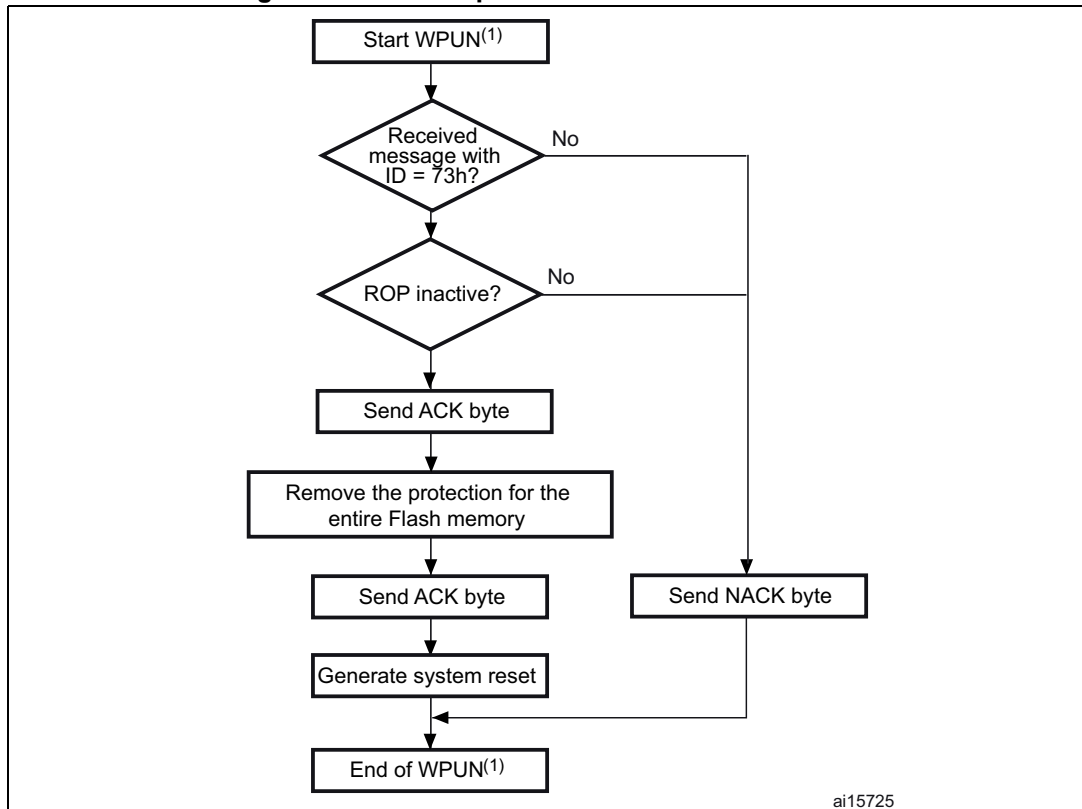 Start WPUN(1)
Received
message with
ID = 73h?
No
ROP inactive?
No
Send ACK byte
Remove the protection for the
entire Flash memory
Send ACK byte
Send NACK byte
Generate system reset
End of WPUN(1)
ai15725